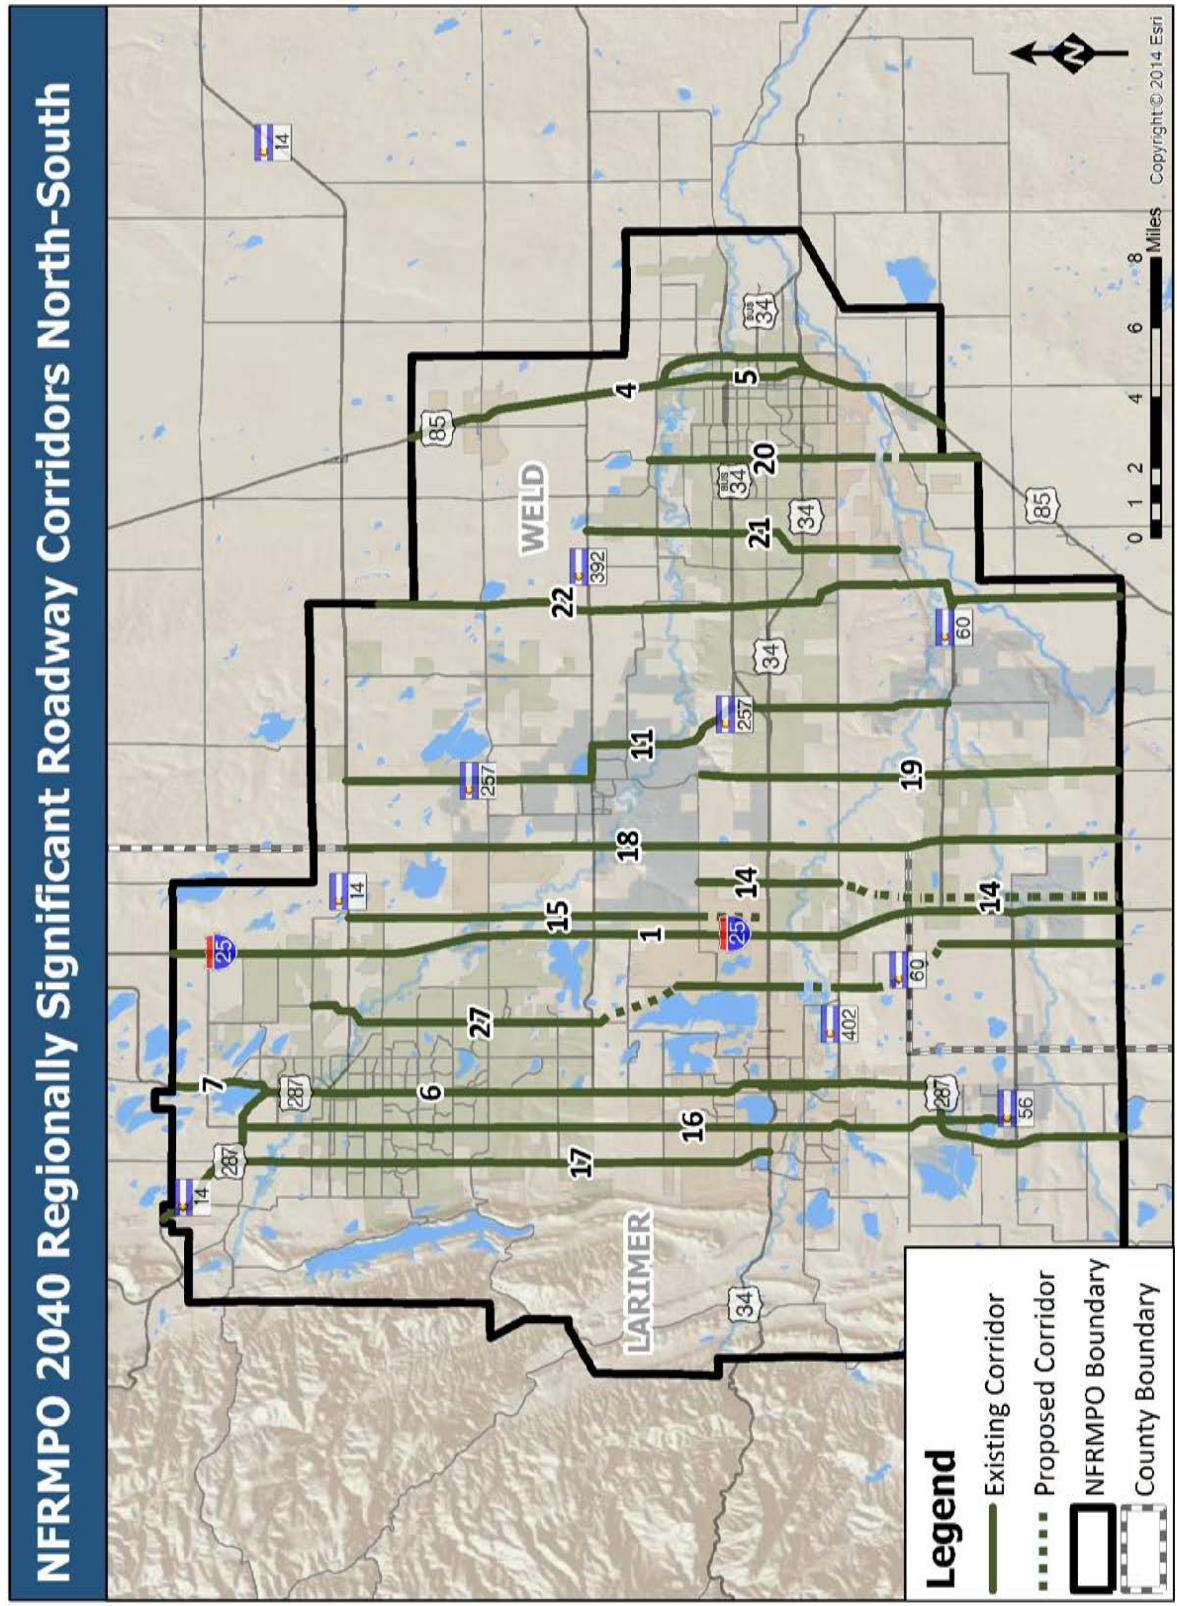 NFRMPO 2040 Regionally Significant Roadway Corridors North-South
14
25
7
287
287
14
14
27
6
257
85
22
392
WELD
15
18
1
11
4
17
16
LARIMER
257
14
25
BUS
34
20
5
BUS
34
21
34
34
34
402
60
19
60
287
14
56
85
0 1 2 4 6 8
Miles
Copyright:© 2014 Esri
N
Legend
Existing Corridor
Proposed Corridor
NFRMPO Boundary
County Boundary